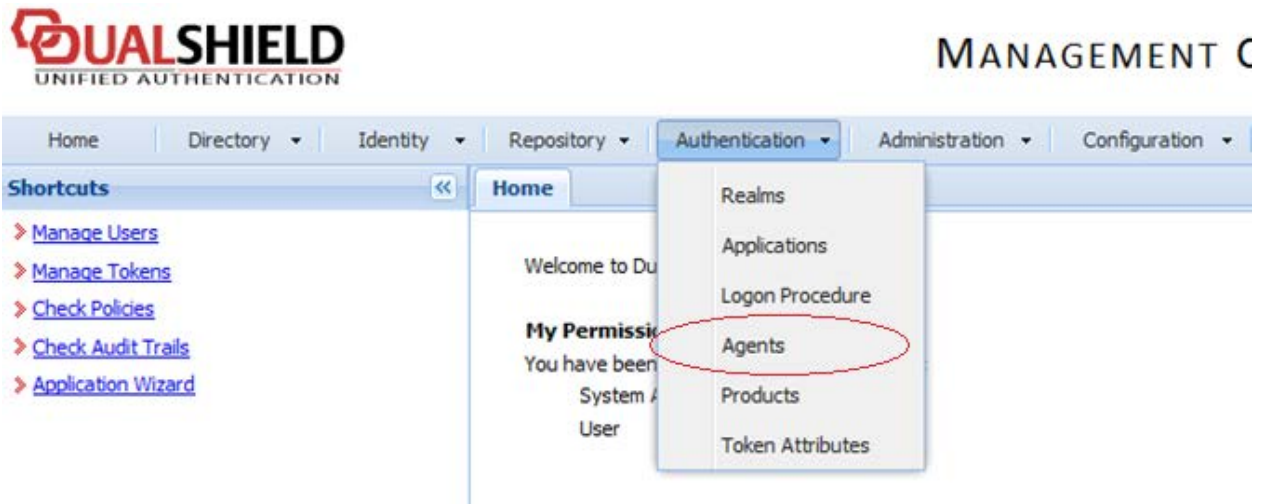 DUALSHIELD
UNIFIED AUTHENTICATION
MANAGEMENT
Home Directory Identity Repository Authentication Administration Configuration
Shortcuts
Manage Users
Manage Tokens
Check Policies
Check Audit Trails
Application Wizard
Home
Welcome to Du
My Permissi
You have been
System A
User
Realms
Applications
Logon Procedure
Agents
Products
Token Attributes